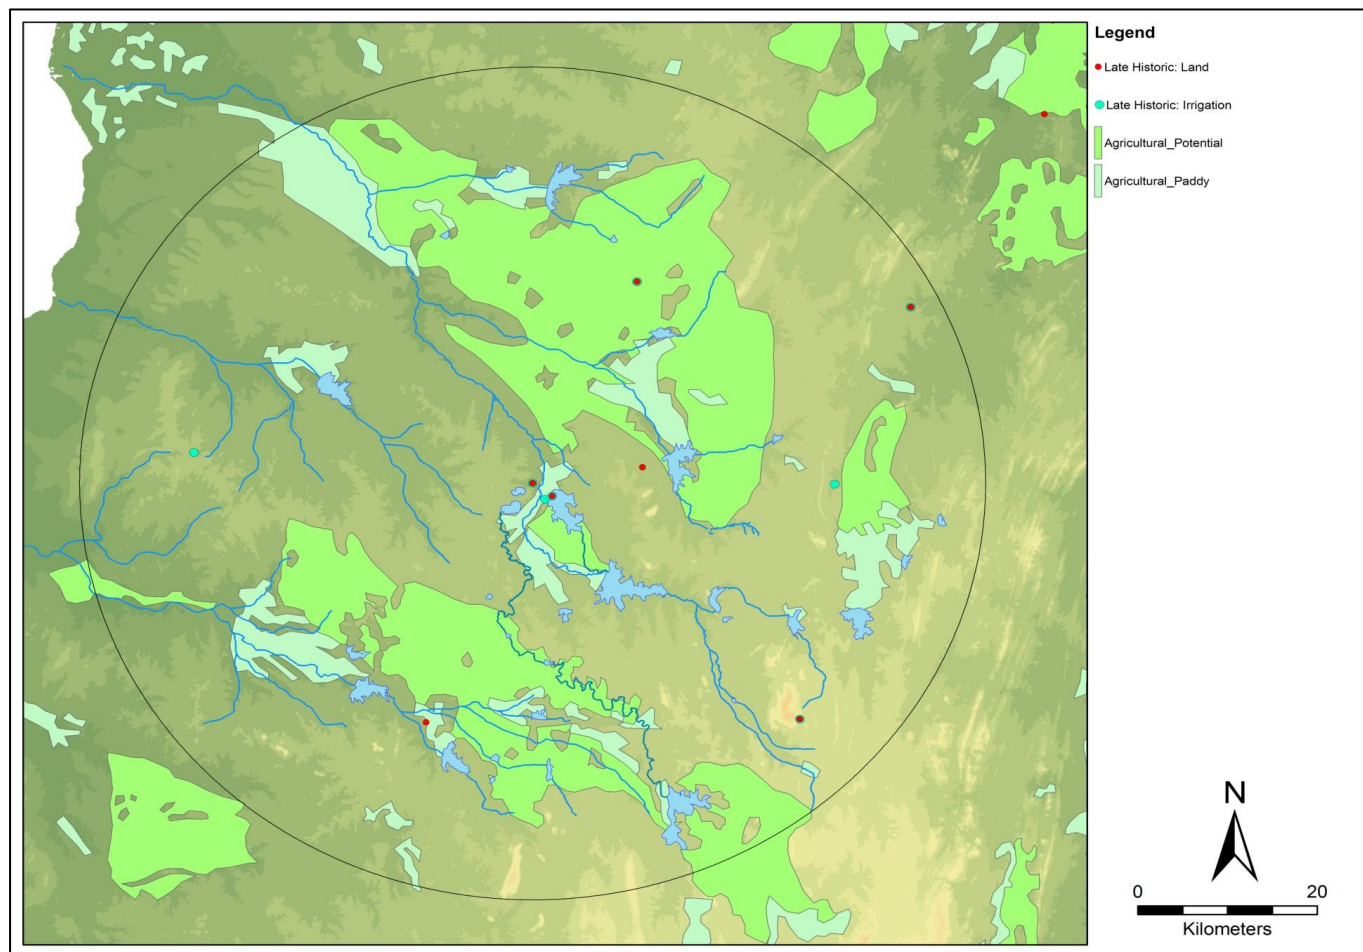 Legend
Late Historic: Land
Late Historic: Irrigation
Agricultural_Potential
Agricultural_Paddy
N
0 20
Kilometers